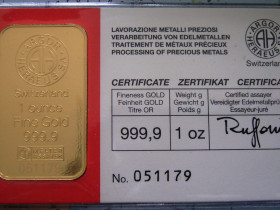 LAVORAZIONE METALLI PREZIOSI
VERARBEITUNG VON EDELMETALLEN
TRAITEMENT DE MÉTAUX PRÉCIEUX
PROCESSING OF PRECIOUS METALS
ARGOR
HERAEUS
Switzerland
Switzerland
1 ounce
Fine Gold
999,9
CERTIFICATE ZERTIFIKAT CERTIFICAT
Fineness GOLD
Feinheit GOLD
Titre OR
Weight g
Gewicht g
Poids g
Certified assayer
Vereidigter Edelmetallprüfer
Essayeur-juré
999,9
1 oz
No. 051179